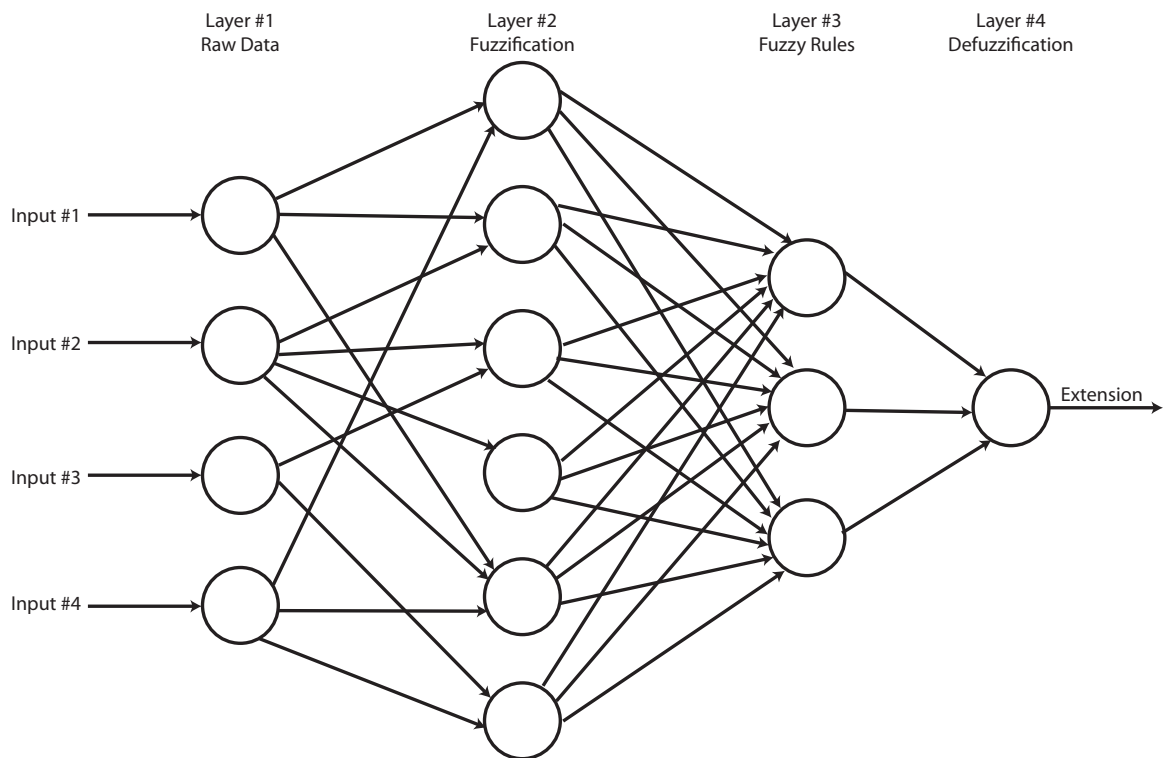 Layer #1
Raw Data
Layer #2
Fuzzification
Layer #3
Fuzzy Rules
Layer #4
Defuzzification
Input #1
Input #2
Input #3
Input #4
Extension